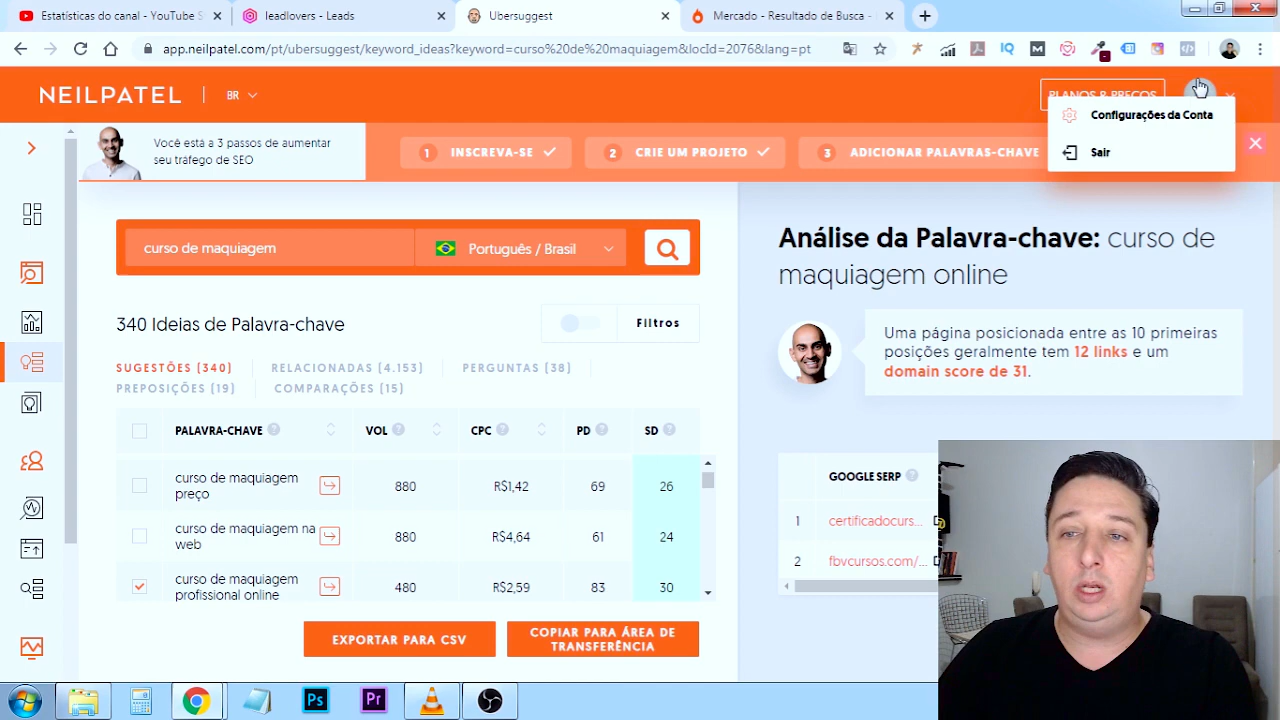 Estatísticas do canal - YouTube S
leadlovers - Leads
Ubersuggest
Mercado - Resultado de Busca -
app.neilpatel.com/pt/ubersuggest/keyword_ideas?keyword=curso%20de%20maquiagem&locId=2076&lang=pt
NEILPATEL
BR
PLANOS & PREÇOS
Configurações da Conta
Sair
Você está a 3 passos de aumentar
seu tráfego de SEO
1 INSCREVA-SE
2 CRIE UM PROJETO
3 ADICIONAR PALAVRAS-CHAVE
curso de maquiagem
Português / Brasil
340 Ideias de Palavra-chave
Filtros
SUGESTÕES (340)
RELACIONADAS (4.153)
PERGUNTAS (38)
PREPOSIÇÕES (19)
COMPARAÇÕES (15)
PALAVRA-CHAVE
VOL
CPC
PD
SD
curso de maquiagem
preço
880
R$1,42
69
26
curso de maquiagem na
web
880
R$4,64
61
24
curso de maquiagem
profissional online
480
R$2,59
83
30
EXPORTAR PARA CSV
COPIAR PARA ÁREA DE
TRANSFERÊNCIA
Análise da Palavra-chave: curso de
maquiagem online
Uma página posicionada entre as 10 primeiras
posições geralmente tem 12 links e um
domain score de 31.
GOOGLE SERP
1 certificadocurs...
2 fbvcursos.com/...
Ps
Pr